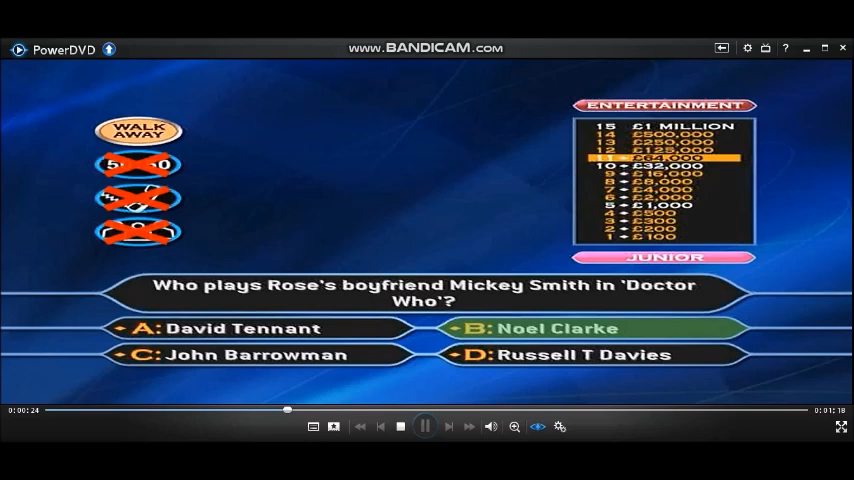 PowerDVD
www.BANDICAM.com
?
WALK
AWAY
ENTERTAINMENT
15 £1 MILLION
14 £500,000
13 £250,000
12 £125,000
11 £64,000
10 £32,000
9 £16,000
8 £8,000
7 £4,000
6 £2,000
5 £1,000
4 £500
3 £300
2 £200
1 £100
JUNIOR
Who plays Rose's boyfriend Mickey Smith in 'Doctor
Who'?
A: David Tennant
B: Noel Clarke
C: John Barrowman
D: Russell T Davies
0:00:24
0:01:18